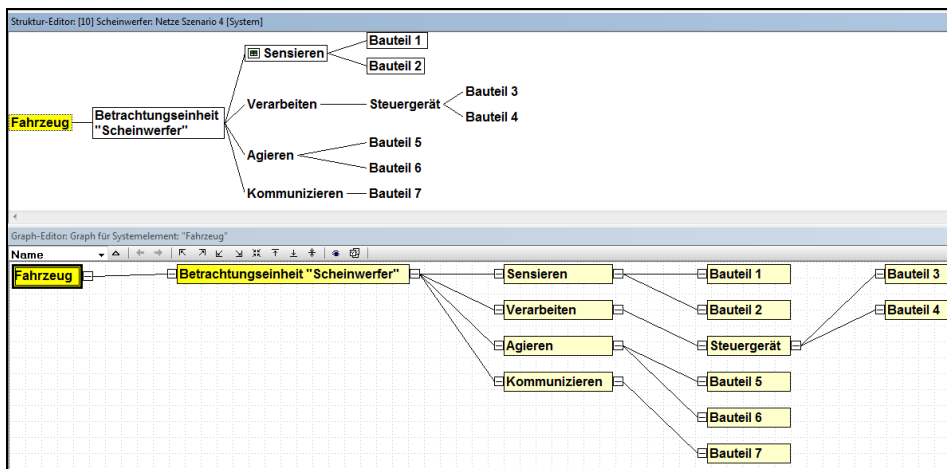 Struktur-Editor: [10] Scheinwerfer: Netze Szenario 4 [System]
Bauteil 1
Sensieren
Bauteil 2
Bauteil 3
Verarbeiten
Steuergerät
Bauteil 4
Fahrzeug
Betrachtungseinheit
"Scheinwerfer"
Bauteil 5
Agieren
Bauteil 6
Kommunizieren
Bauteil 7
Graph-Editor: Graph für Systemelement: "Fahrzeug"
Name
Fahrzeug
Betrachtungseinheit "Scheinwerfer"
Sensieren
Bauteil 1
Bauteil 3
Verarbeiten
Bauteil 2
Bauteil 4
Agieren
Steuergerät
Kommunizieren
Bauteil 5
Bauteil 6
Bauteil 7